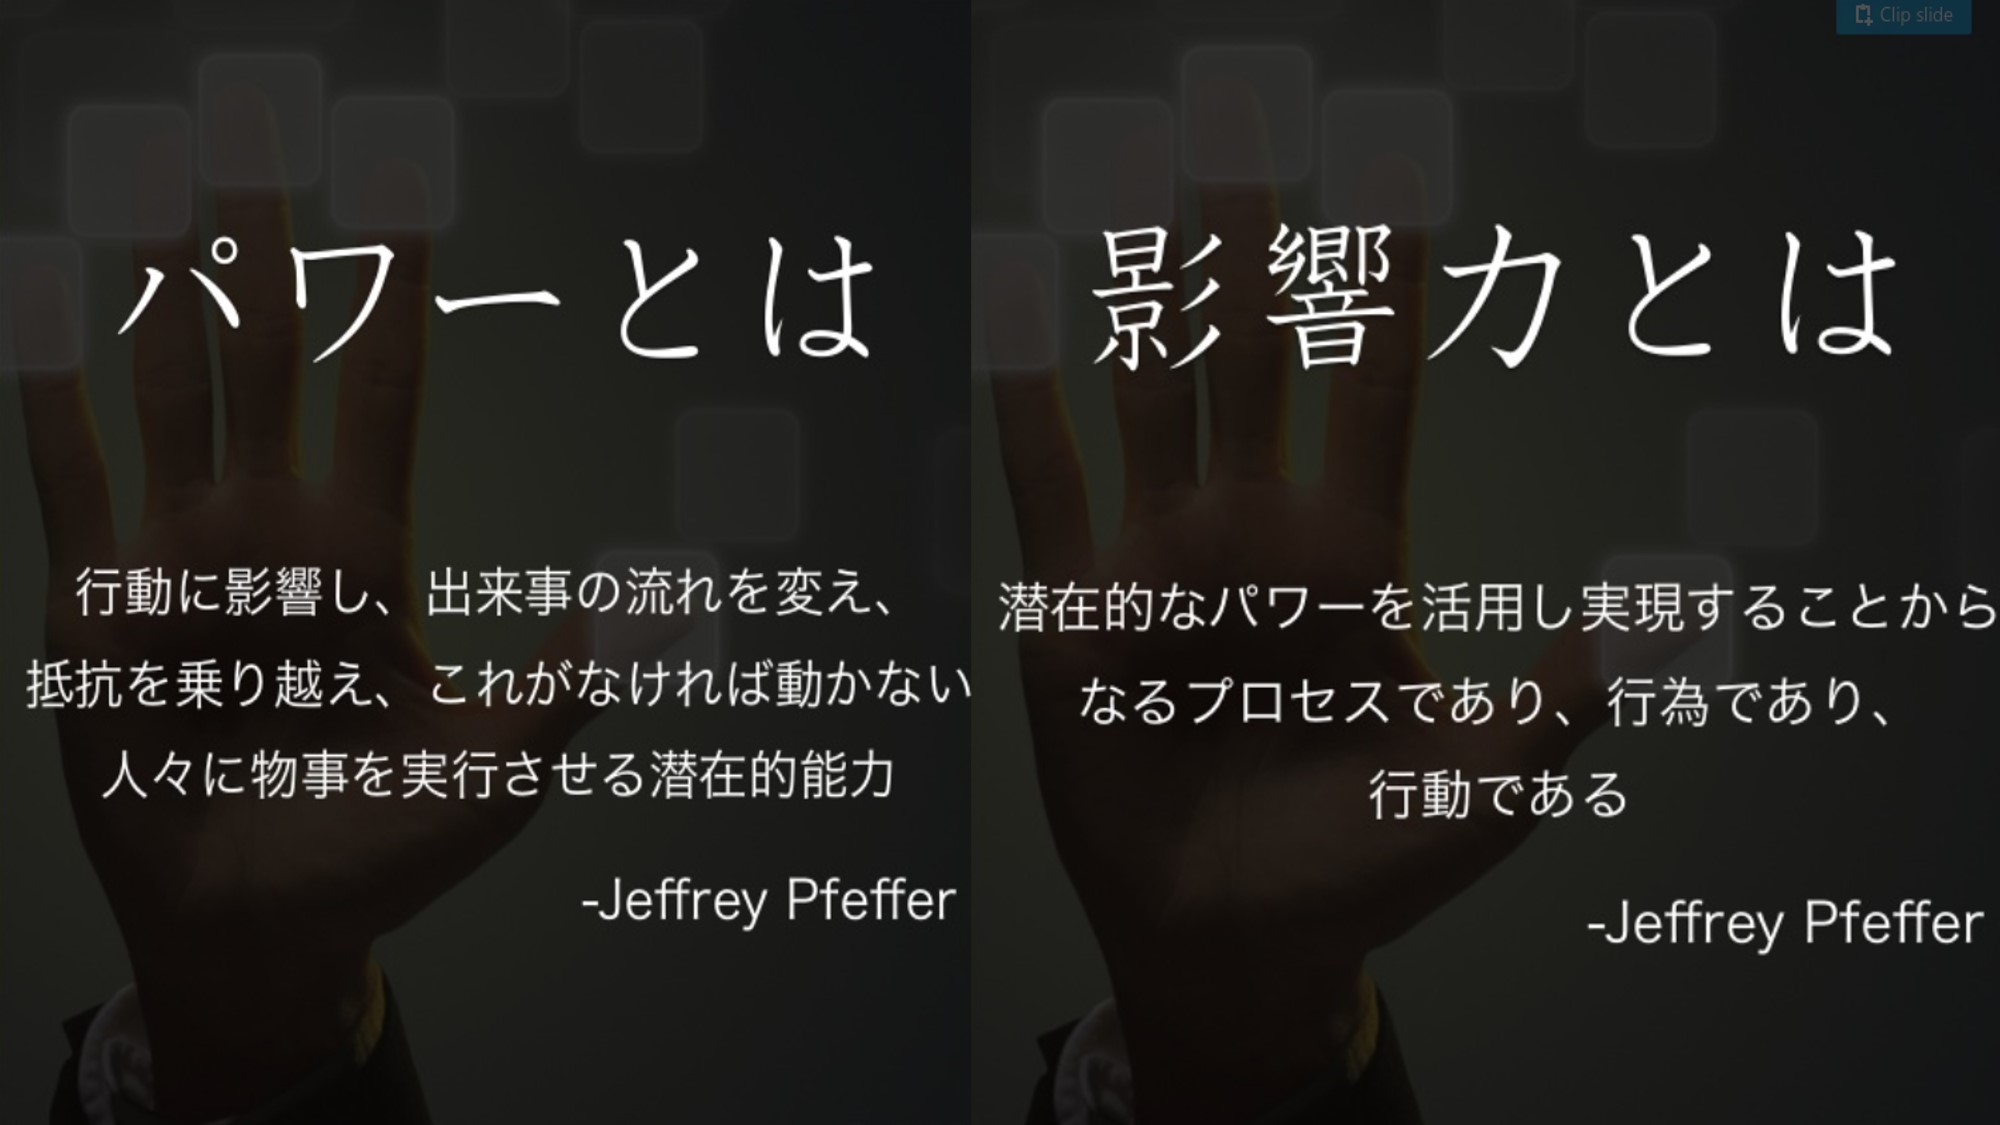 パワーとは
行動に影響し、出来事の流れを変え、
抵抗を乗り越え、これがなければ動かない
人々に物事を実行させる潜在的能力
-Jeffrey Pfeffer
Clip slide
影響力とは
潜在的なパワーを活用し実現することから
なるプロセスであり、行為であり、
行動である
-Jeffrey Pfeffer